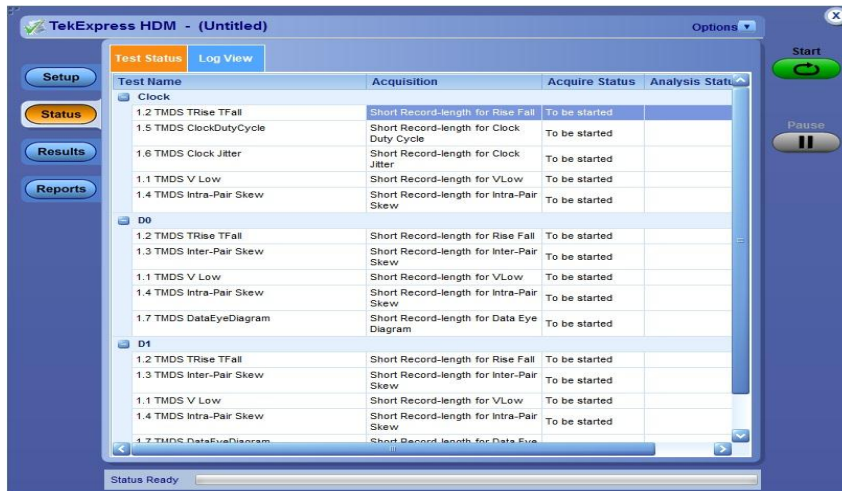 TekExpress HDM - (Untitled)
Options
X
Start
Pause
Setup
Status
Results
Reports
Test Status Log View
Test Name Acquisition Acquire Status Analysis Statu
Clock
1.2 TMDS TRise TFall Short Record-length for Rise Fall To be started
1.5 TMDS ClockDutyCycle Short Record-length for Clock Duty Cycle To be started
1.6 TMDS Clock Jitter Short Record-length for Clock Jitter To be started
1.1 TMDS V Low Short Record-length for VLow To be started
1.4 TMDS Intra-Pair Skew Short Record-length for Intra-Pair Skew To be started
D0
1.2 TMDS TRise TFall Short Record-length for Rise Fall To be started
1.3 TMDS Inter-Pair Skew Short Record-length for Inter-Pair Skew To be started
1.1 TMDS V Low Short Record-length for VLow To be started
1.4 TMDS Intra-Pair Skew Short Record-length for Intra-Pair Skew To be started
1.7 TMDS DataEyeDiagram Short Record-length for Data Eye Diagram To be started
D1
1.2 TMDS TRise TFall Short Record-length for Rise Fall To be started
1.3 TMDS Inter-Pair Skew Short Record-length for Inter-Pair Skew To be started
1.1 TMDS V Low Short Record-length for VLow To be started
1.4 TMDS Intra-Pair Skew Short Record-length for Intra-Pair Skew To be started
1.7 TMDS DataEyeDiagram Short Record-length for Data Eye
Status Ready